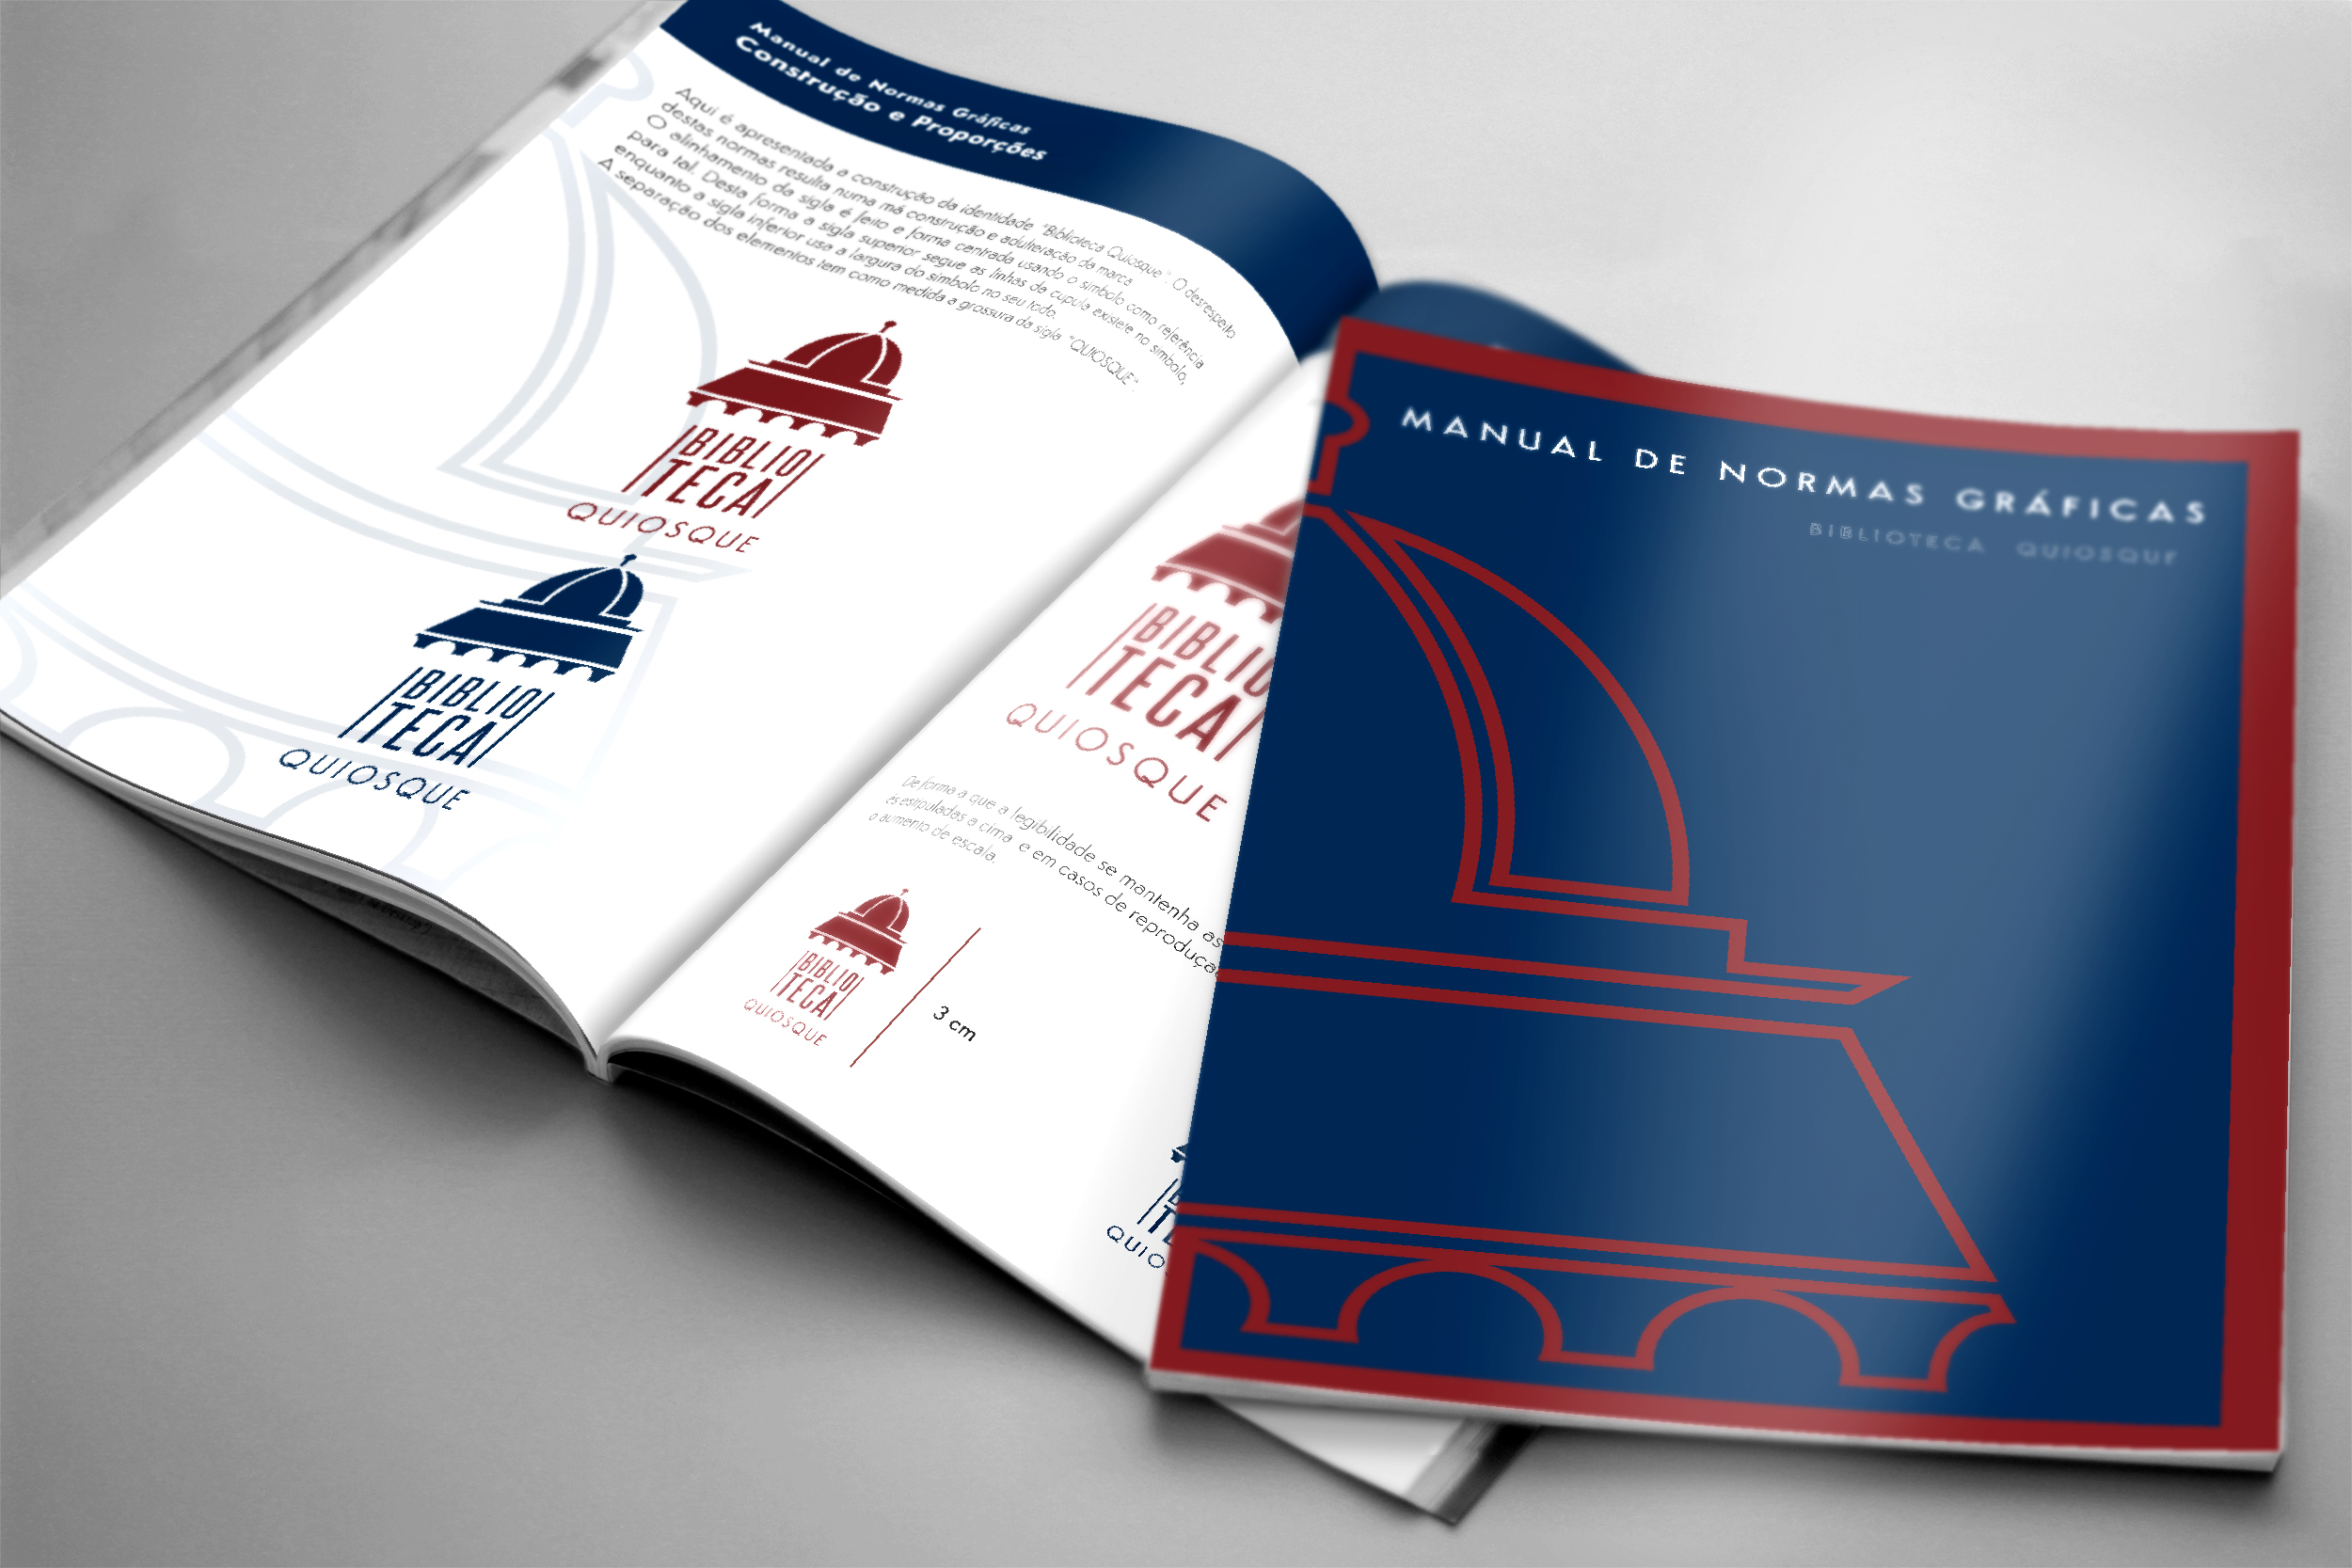 Manual de Normas Gráficas
Construção e Proporções
Aqui é apresentada a construção da identidade "Biblioteca Quiosque". O desrespeito
destas normas resulta numa má construção e adulteração da marca
O alinhamento da sigla é feito e forma centrada usando o símbolo como referência
para tal. Desta forma a sigla superior segue as linhas da cupula existete no símbolo,
enquanto a sigla inferior usa a largura do símbolo no seu todo.
A separação dos elementos tem como medida a grossura da sigla "QUIOSQUE".
BIBLIO
TECA
QUIOSQUE
BIBLIO
TECA
QUIOSQUE
BIBLIO
TECA
QUIOSQUE
De forma a que a legibilidade se mantenha as
ás estipuladas a cima e em casos de reproduçã
o aumento de escala.
BIBLIO
TECA
QUIOSQUE
3 cm
QUIO
MANUAL DE NORMAS GRÁFICAS
BIBLIOTECA QUIOSQUE